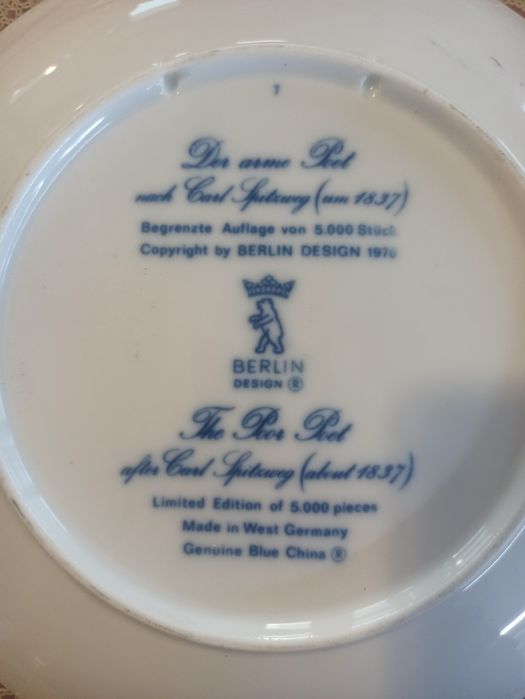 1
Der arme Poet
nach Carl Spitzweg (um 1837)
Begrenzte Auflage von 5.000 Stück
Copyright by BERLIN DESIGN 1976
BERLIN
DESIGN ®
The Poor Poet
after Carl Spitzweg (about 1837)
Limited Edition of 5.000 pieces
Made in West Germany
Genuine Blue China ®